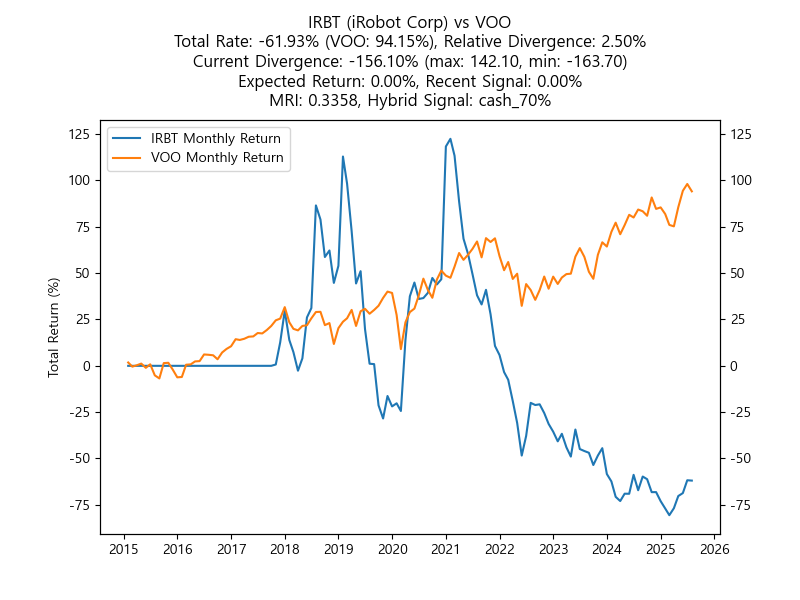 IRBT (iRobot Corp) vs VOO
Total Rate: -61.93% (VOO: 94.15%), Relative Divergence: 2.50%
Current Divergence: -156.10% (max: 142.10, min: -163.70)
Expected Return: 0.00%, Recent Signal: 0.00%
MRI: 0.3358, Hybrid Signal: cash_70%
IRBT Monthly Return
VOO Monthly Return
Total Return (%)
125
100
75
50
25
0
-25
-50
-75
125
100
75
50
25
0
-25
-50
-75
2015 2016 2017 2018 2019 2020 2021 2022 2023 2024 2025 2026